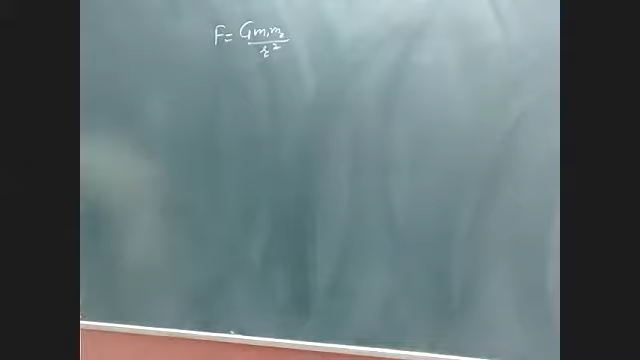 F = Gm₁m₂/r²